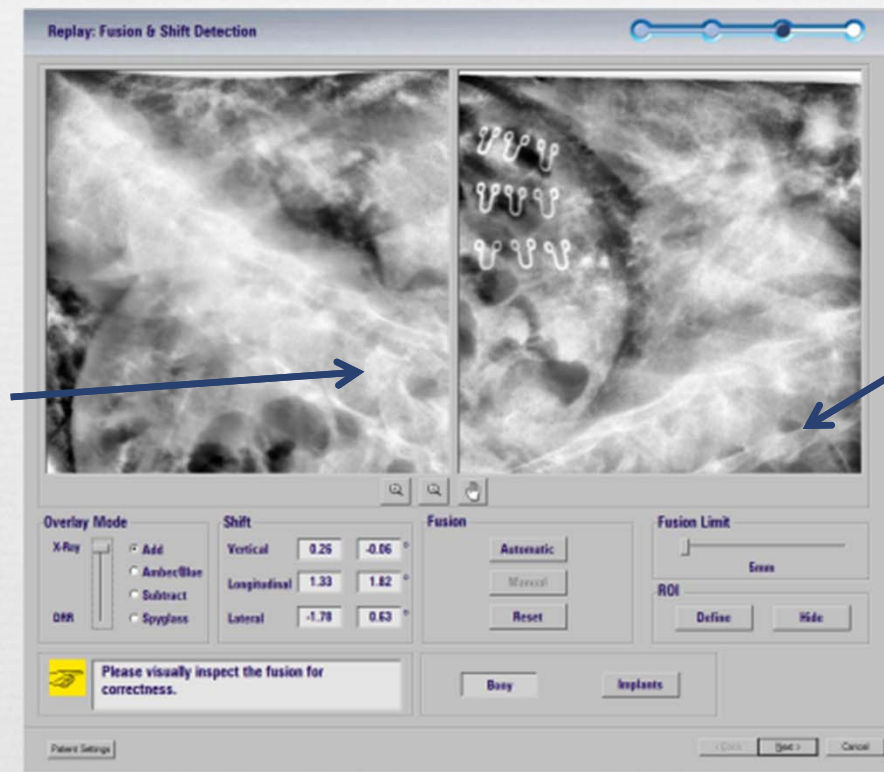 Replay: Fusion & Shift Detection
Overlay Mode
X-Ray
DRR
Add
Amber/Blue
Subtract
Spyglass
Shift
Vertical 0.26 -0.06 °
Longitudinal 1.33 1.82 °
Lateral -1.78 0.63 °
Fusion
Automatic
Manual
Reset
Fusion Limit
5mm
ROI
Define Hide
Please visually inspect the fusion for
correctness.
Bony Implants
Patient Settings
< Back Next > Cancel